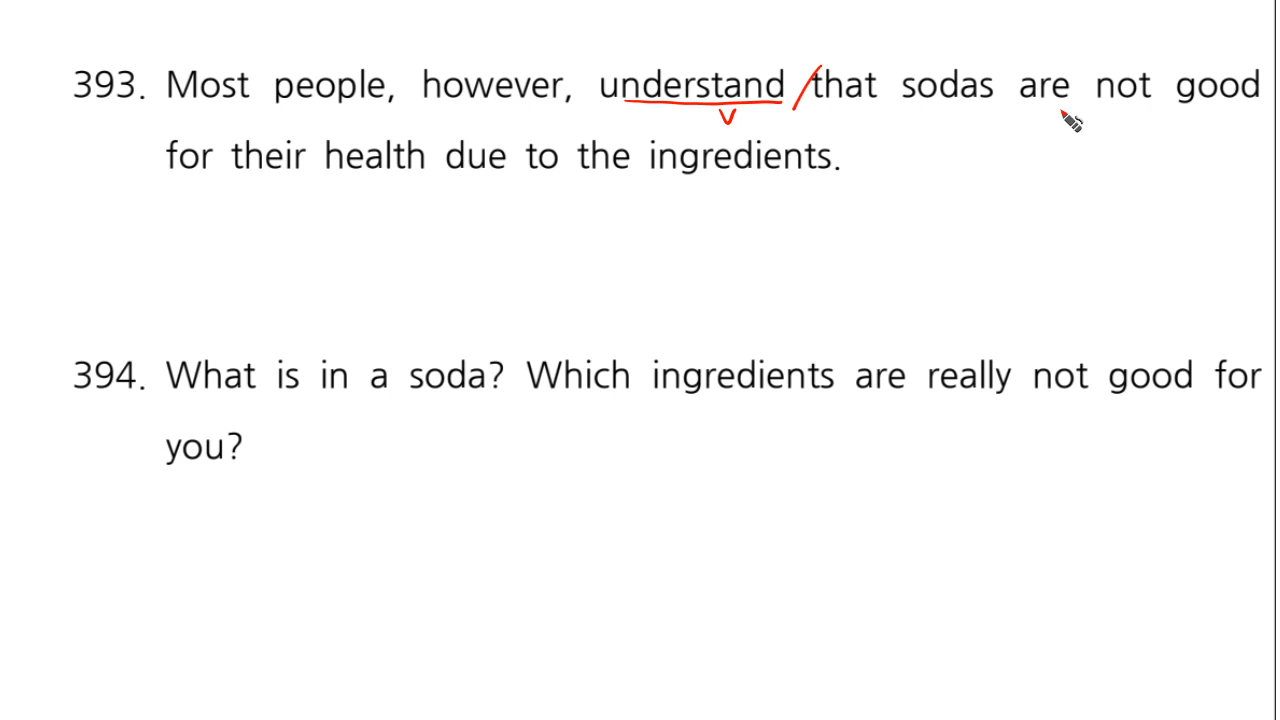 393. Most people, however, understand that sodas are not good
for their health due to the ingredients.
V
394. What is in a soda? Which ingredients are really not good for
you?